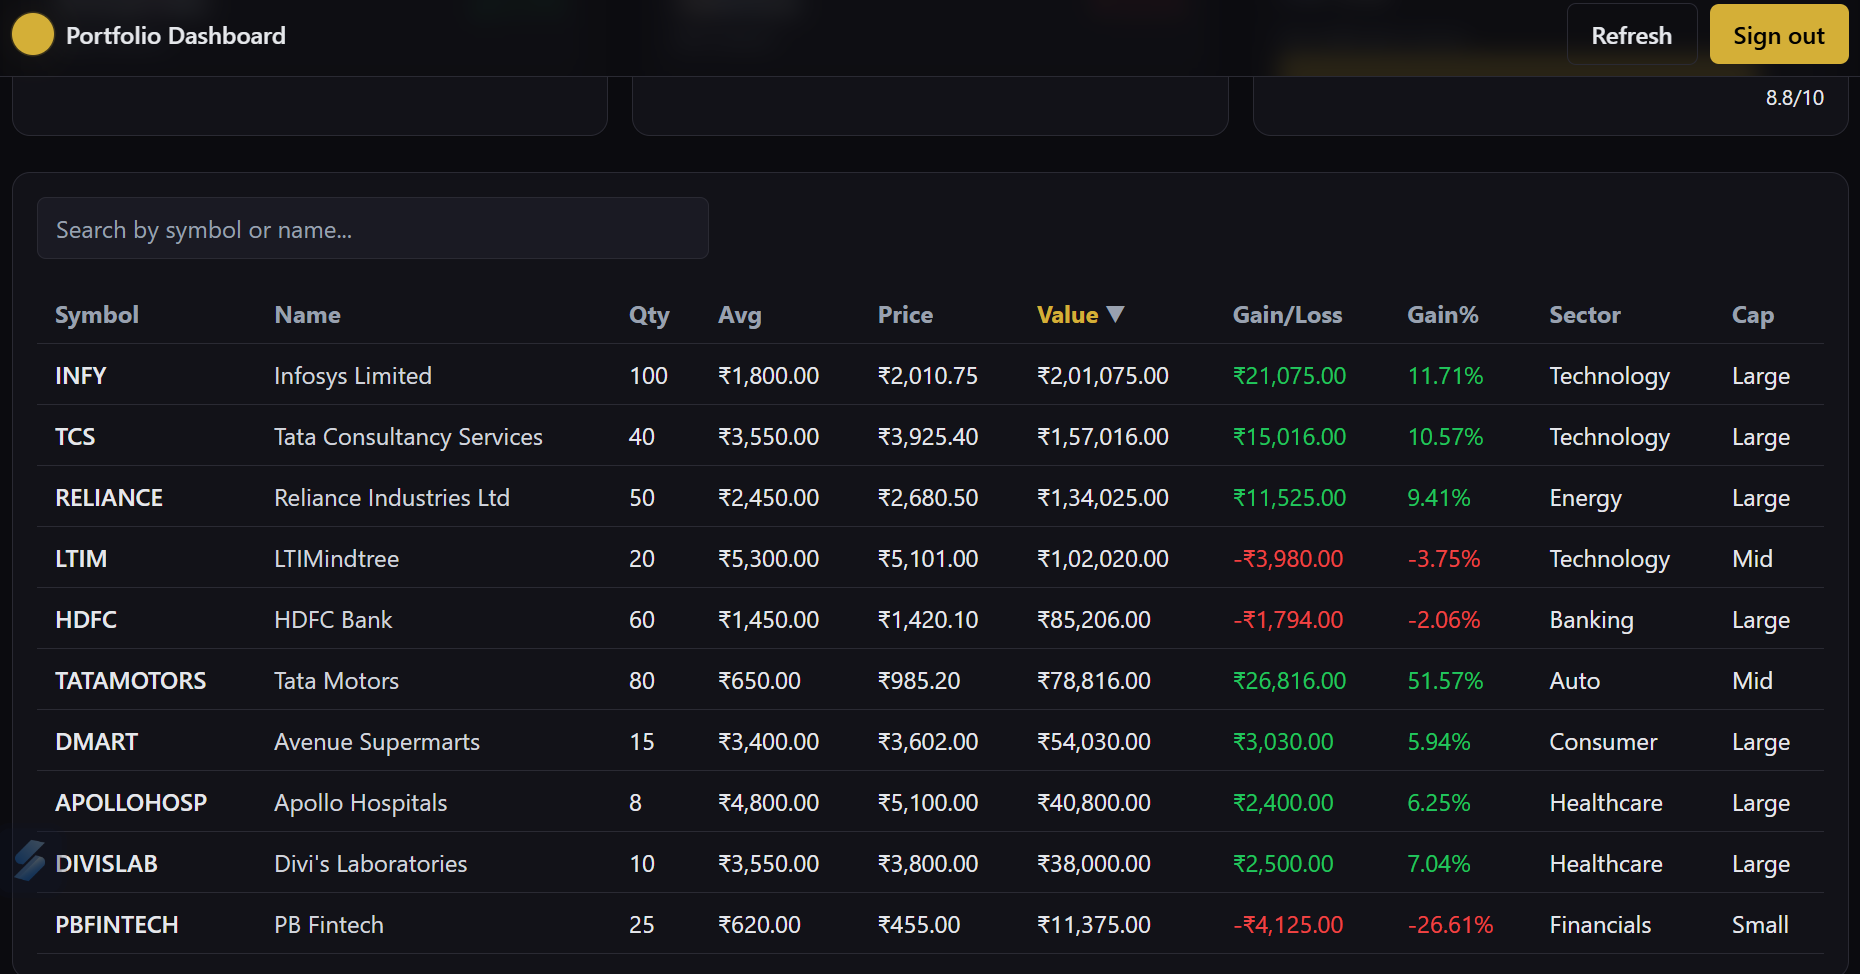 Portfolio Dashboard
Refresh
Sign out
8.8/10
Search by symbol or name...
Symbol Name Qty Avg Price Value ▼ Gain/Loss Gain% Sector Cap
INFY Infosys Limited 100 ₹1,800.00 ₹2,010.75 ₹2,01,075.00 ₹21,075.00 11.71% Technology Large
TCS Tata Consultancy Services 40 ₹3,550.00 ₹3,925.40 ₹1,57,016.00 ₹15,016.00 10.57% Technology Large
RELIANCE Reliance Industries Ltd 50 ₹2,450.00 ₹2,680.50 ₹1,34,025.00 ₹11,525.00 9.41% Energy Large
LTIM LTIMindtree 20 ₹5,300.00 ₹5,101.00 ₹1,02,020.00 -₹3,980.00 -3.75% Technology Mid
HDFC HDFC Bank 60 ₹1,450.00 ₹1,420.10 ₹85,206.00 -₹1,794.00 -2.06% Banking Large
TATAMOTORS Tata Motors 80 ₹650.00 ₹985.20 ₹78,816.00 ₹26,816.00 51.57% Auto Mid
DMART Avenue Supermarts 15 ₹3,400.00 ₹3,602.00 ₹54,030.00 ₹3,030.00 5.94% Consumer Large
APOLLOHOSP Apollo Hospitals 8 ₹4,800.00 ₹5,100.00 ₹40,800.00 ₹2,400.00 6.25% Healthcare Large
DIVISLAB Divi's Laboratories 10 ₹3,550.00 ₹3,800.00 ₹38,000.00 ₹2,500.00 7.04% Healthcare Large
PBFINTECH PB Fintech 25 ₹620.00 ₹455.00 ₹11,375.00 -₹4,125.00 -26.61% Financials Small